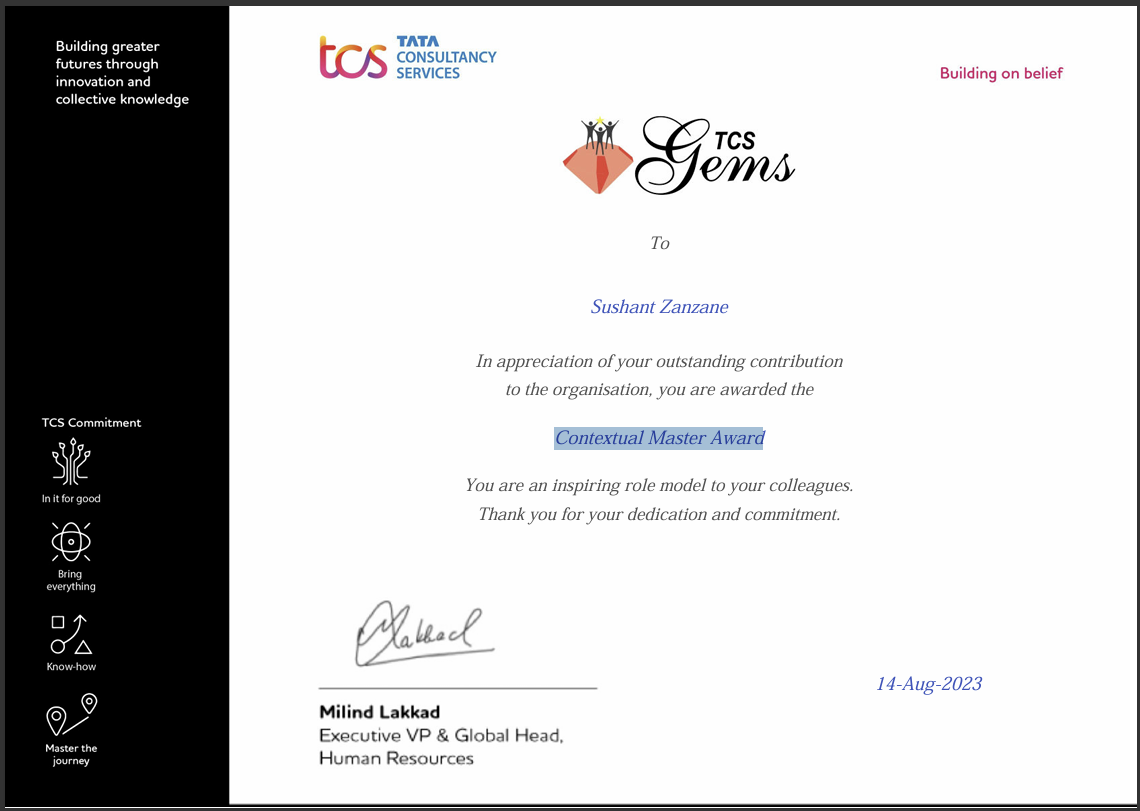 Building greater
futures through
innovation and
collective knowledge
tcs
TATA
CONSULTANCY
SERVICES
Building on belief
TCS
Gems
To
Sushant Zanzane
In appreciation of your outstanding contribution
to the organisation, you are awarded the
Contextual Master Award
You are an inspiring role model to your colleagues.
Thank you for your dedication and commitment.
TCS Commitment
In it for good
Bring
everything
Know-how
Master the
journey
Lakkad
Milind Lakkad
Executive VP & Global Head,
Human Resources
14-Aug-2023